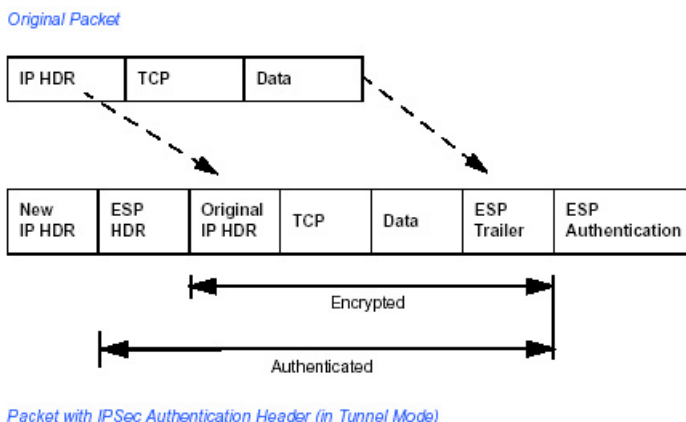 Original Packet
IP HDR
TCP
Data
New
IP HDR
ESP
HDR
Original
IP HDR
TCP
Data
ESP
Trailer
ESP
Authentication
Encrypted
Authenticated
Packet with IPSec Authentication Header (in Tunnel Mode)